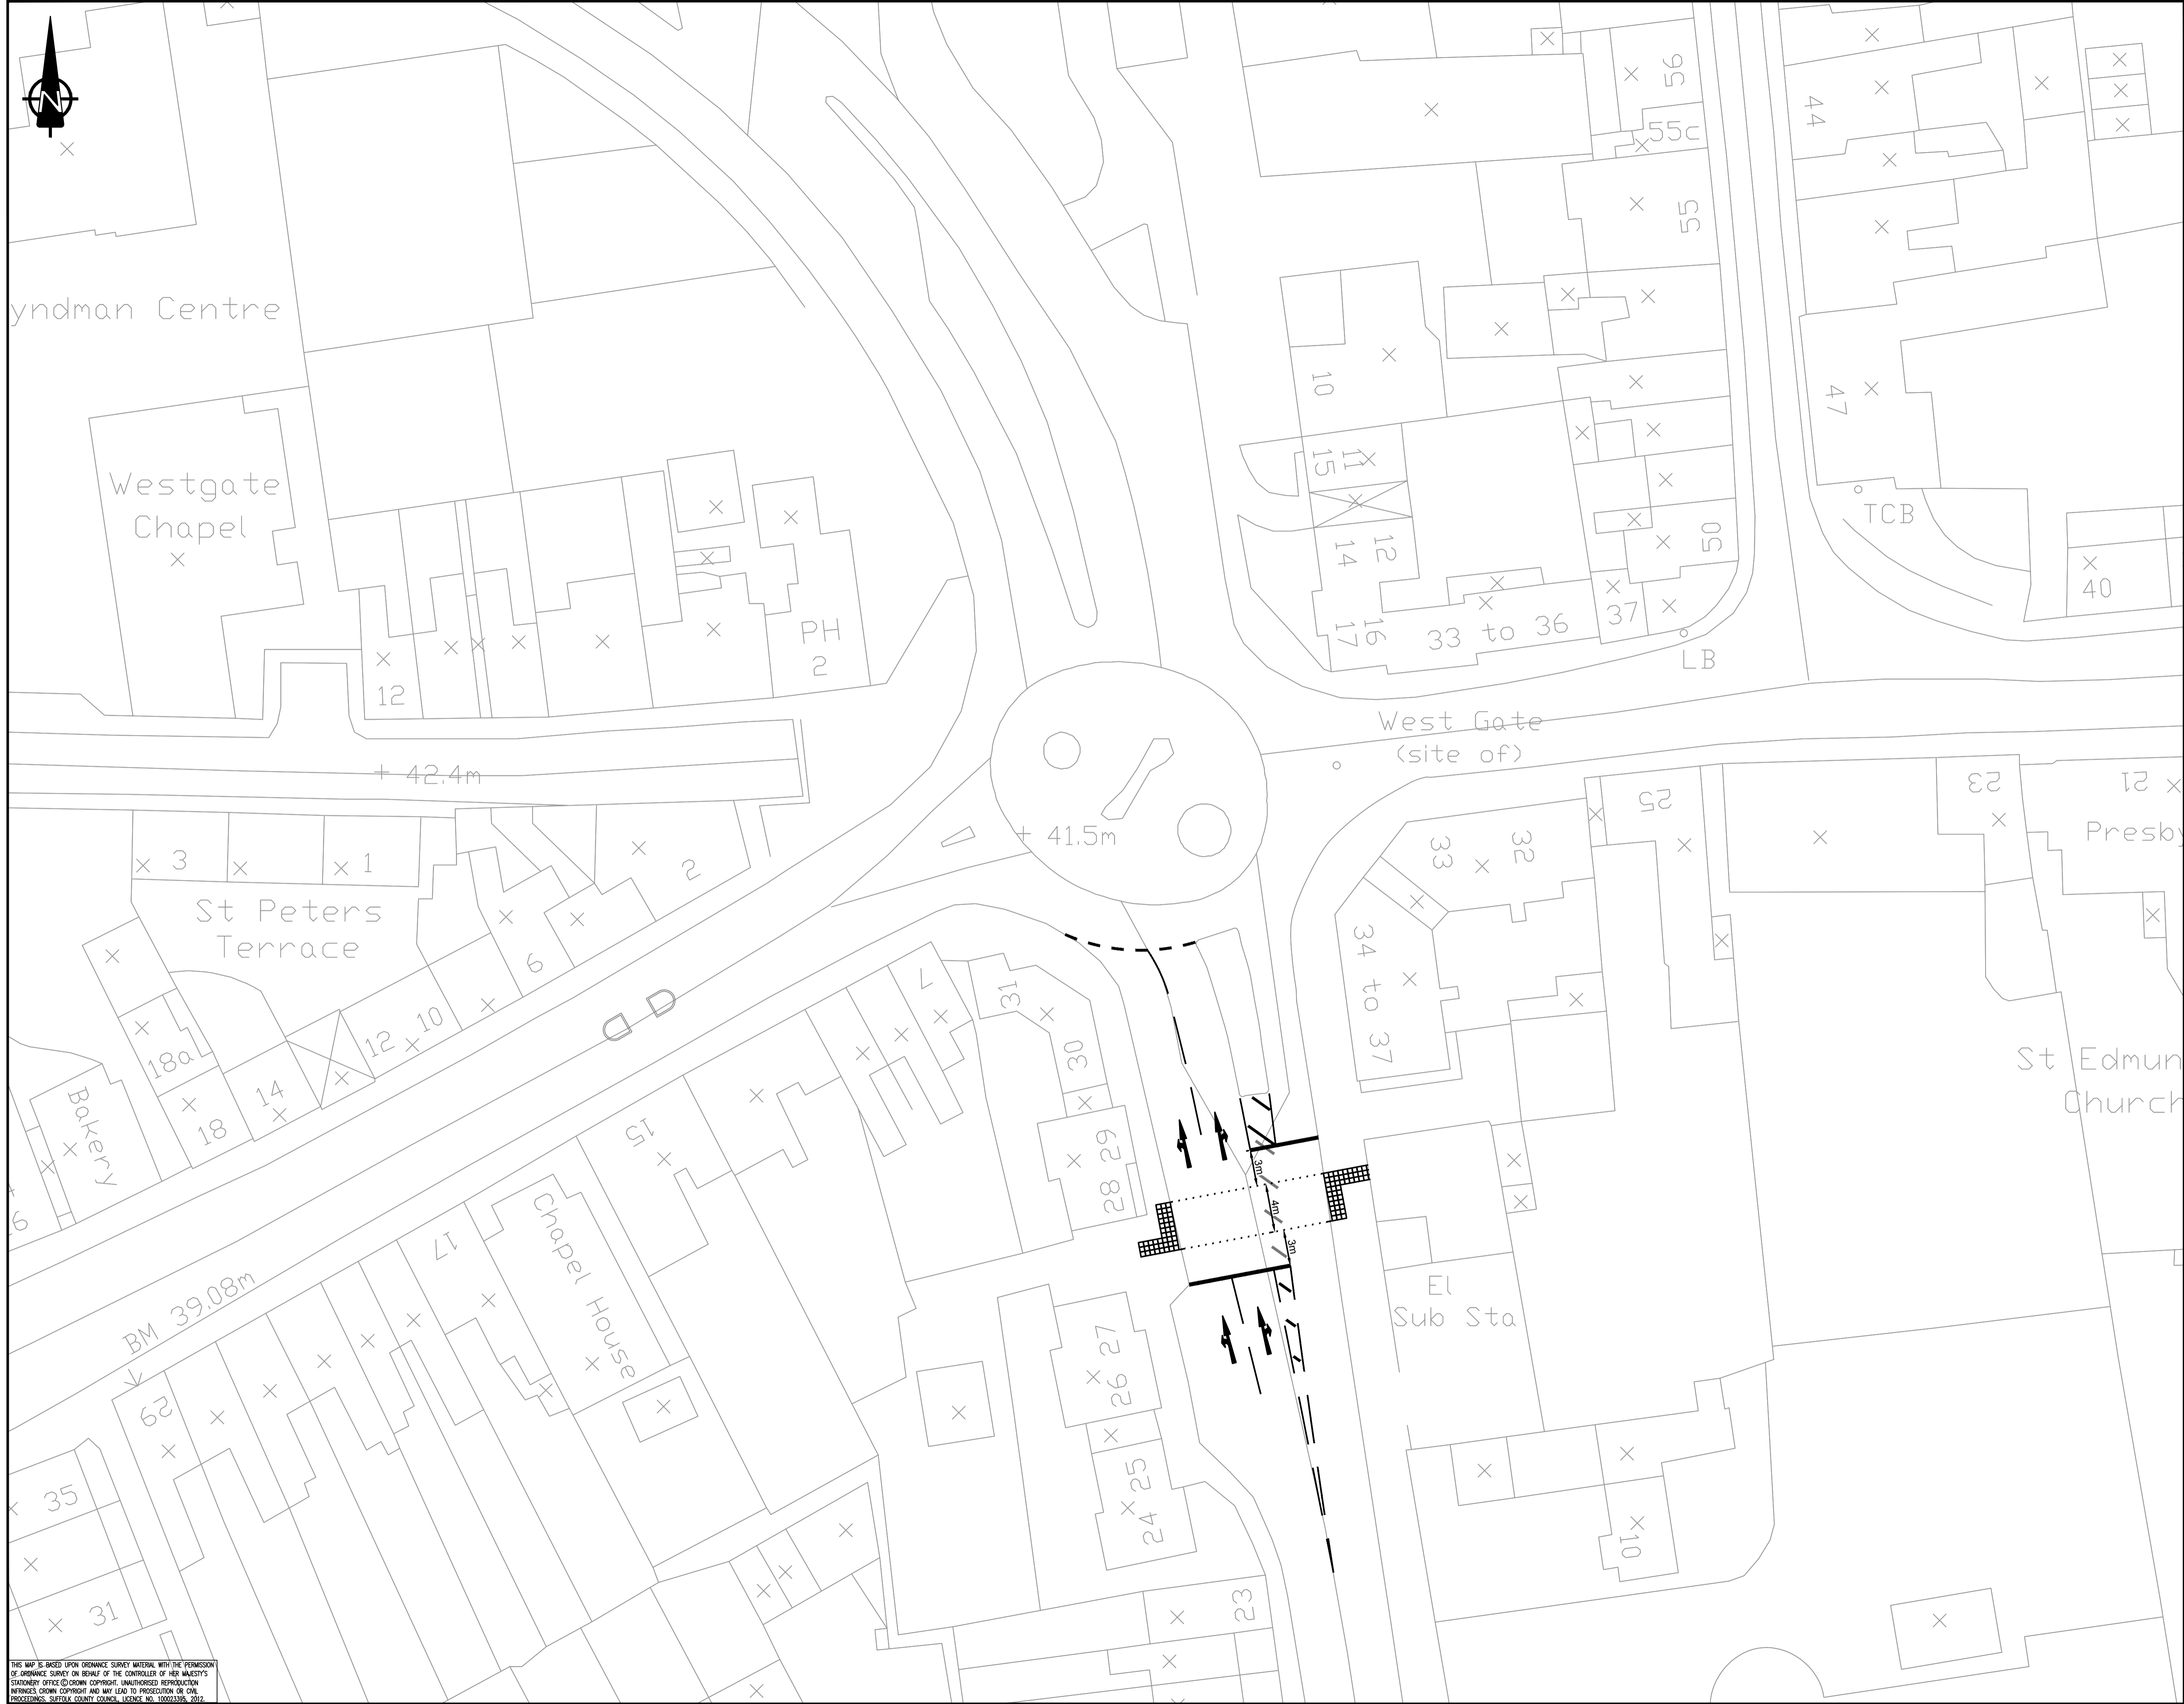 N
56
55c
55
44
47
yndman Centre
10
Westgate
Chapel
11
15
12
14
16
17
33 to 36
37
50
TCB
40
LB
PH
2
12
West Gate
(site of)
+ 42.4m
+ 41.5m
3
1
2
St Peters
Terrace
33
32
25
23
21
Presby
34 to 37
31
30
7
6
10
12
14
18a
18
Bakery
15
17
Chapel House
29
28
27
26
25
24
23
3m
4m
3m
St Edmun
Church
El
Sub Sta
10
BM 39.08m
29
35
31
THIS MAP IS BASED UPON ORDNANCE SURVEY MATERIAL WITH THE PERMISSION
OF ORDNANCE SURVEY ON BEHALF OF THE CONTROLLER OF HER MAJESTY'S
STATIONERY OFFICE © CROWN COPYRIGHT. UNAUTHORISED REPRODUCTION
INFRINGES CROWN COPYRIGHT AND MAY LEAD TO PROSECUTION OR CIVIL
PROCEEDINGS. SUFFOLK COUNTY COUNCIL, LICENCE NO. 100023395, 2012.